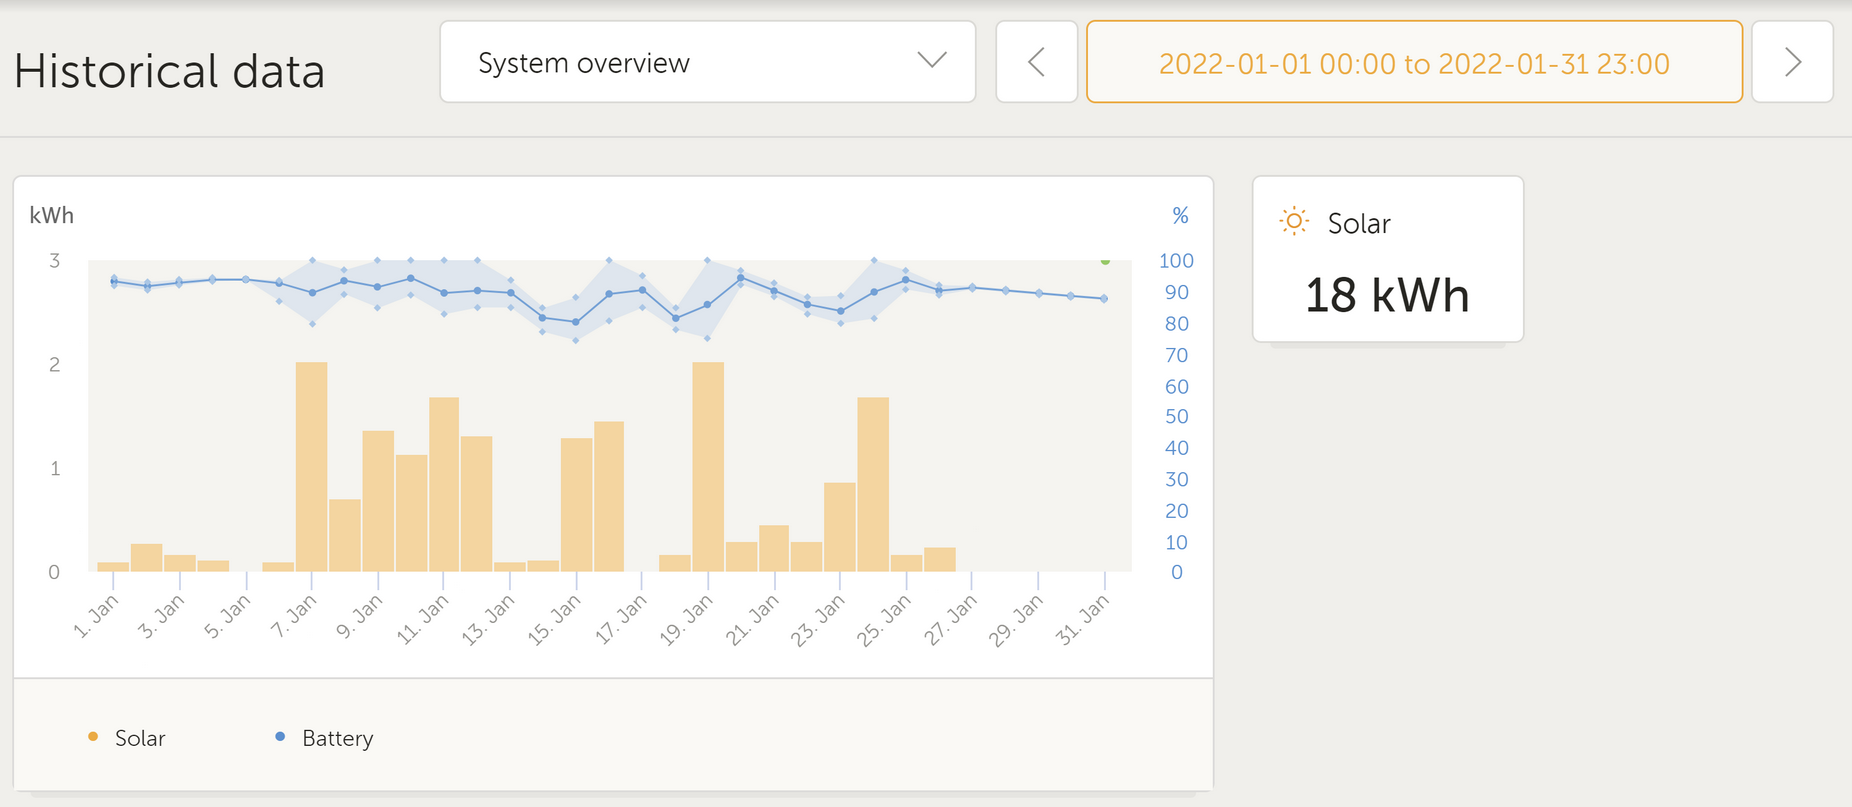 Historical data
System overview
2022-01-01 00:00 to 2022-01-31 23:00
kWh
%
3
2
1
0
100
90
80
70
60
50
40
30
20
10
0
1. Jan
3. Jan
5. Jan
7. Jan
9. Jan
11. Jan
13. Jan
15. Jan
17. Jan
19. Jan
21. Jan
23. Jan
25. Jan
27. Jan
29. Jan
31. Jan
Solar
Battery
Solar
18 kWh